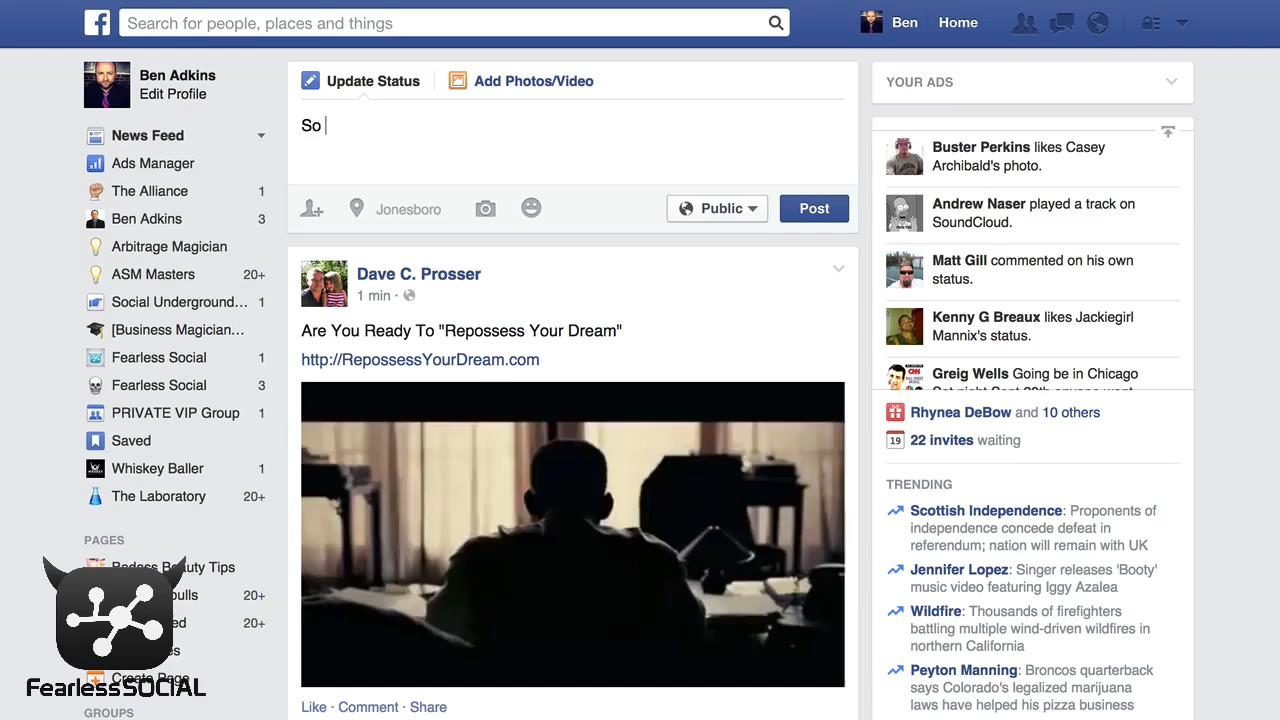 Search for people, places and things
Ben
Home
Ben Adkins
Edit Profile
News Feed
Ads Manager
The Alliance 1
Ben Adkins 3
Arbitrage Magician
ASM Masters 20+
Social Underground... 1
[Business Magician...
Fearless Social 1
Fearless Social 3
PRIVATE VIP Group 1
Saved
Whiskey Baller 1
The Laboratory 20+
PAGES
Beauty Tips
20+
20+
Create Page
FearlessSOCIAL
GROUPS
Update Status
Add Photos/Video
So
Jonesboro
Public
Post
Dave C. Prosser
1 min ·
Are You Ready To "Repossess Your Dream"
http://RepossessYourDream.com
Like · Comment · Share
YOUR ADS
Buster Perkins likes Casey
Archibald's photo.
Andrew Naser played a track on
SoundCloud.
Matt Gill commented on his own
status.
Kenny G Breaux likes Jackiegirl
Mannix's status.
Greig Wells Going be in Chicago
Rhynea DeBow and 10 others
19
22 invites waiting
TRENDING
Scottish Independence: Proponents of
independence concede defeat in
referendum; nation will remain with UK
Jennifer Lopez: Singer releases 'Booty'
music video featuring Iggy Azalea
Wildfire: Thousands of firefighters
battling multiple wind-driven wildfires in
northern California
Peyton Manning: Broncos quarterback
says Colorado's legalized marijuana
laws have helped his pizza business